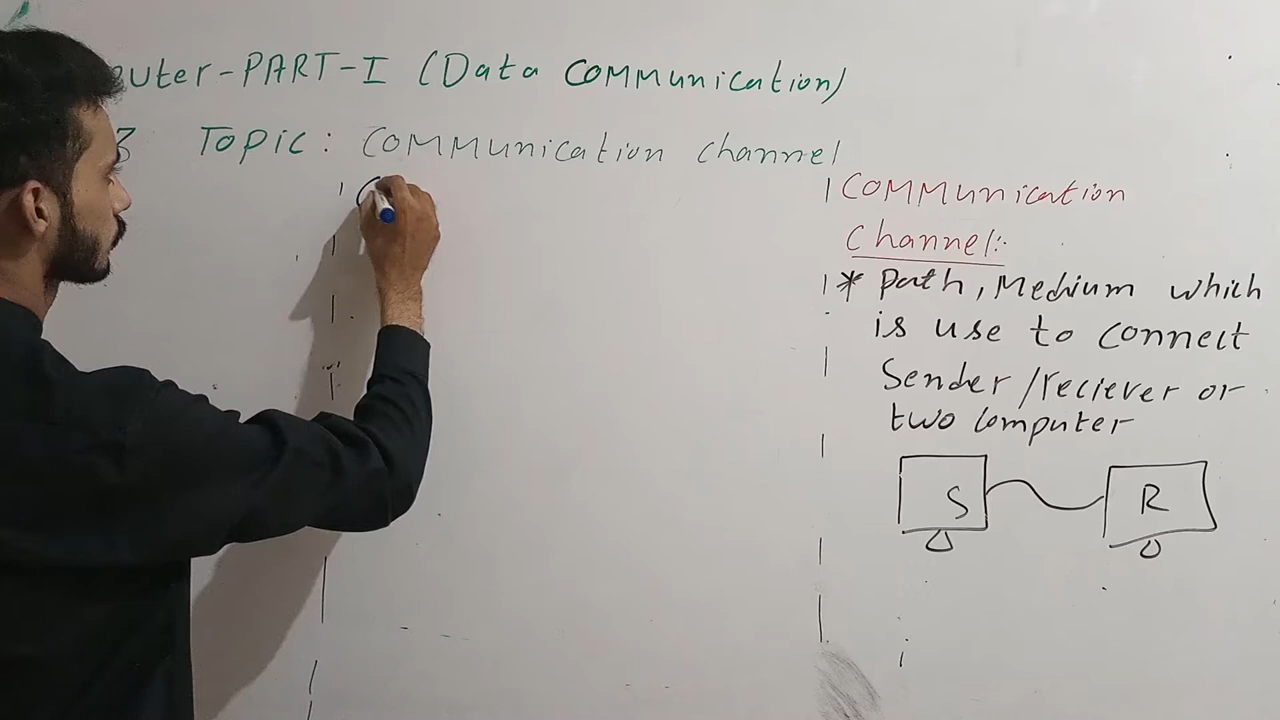 PART-I (Data Communication)
3 Topic: Communication channel
C
Communication
Channel:
* Path, Medium which
is use to connect
Sender/reciever or
two computer
S
R